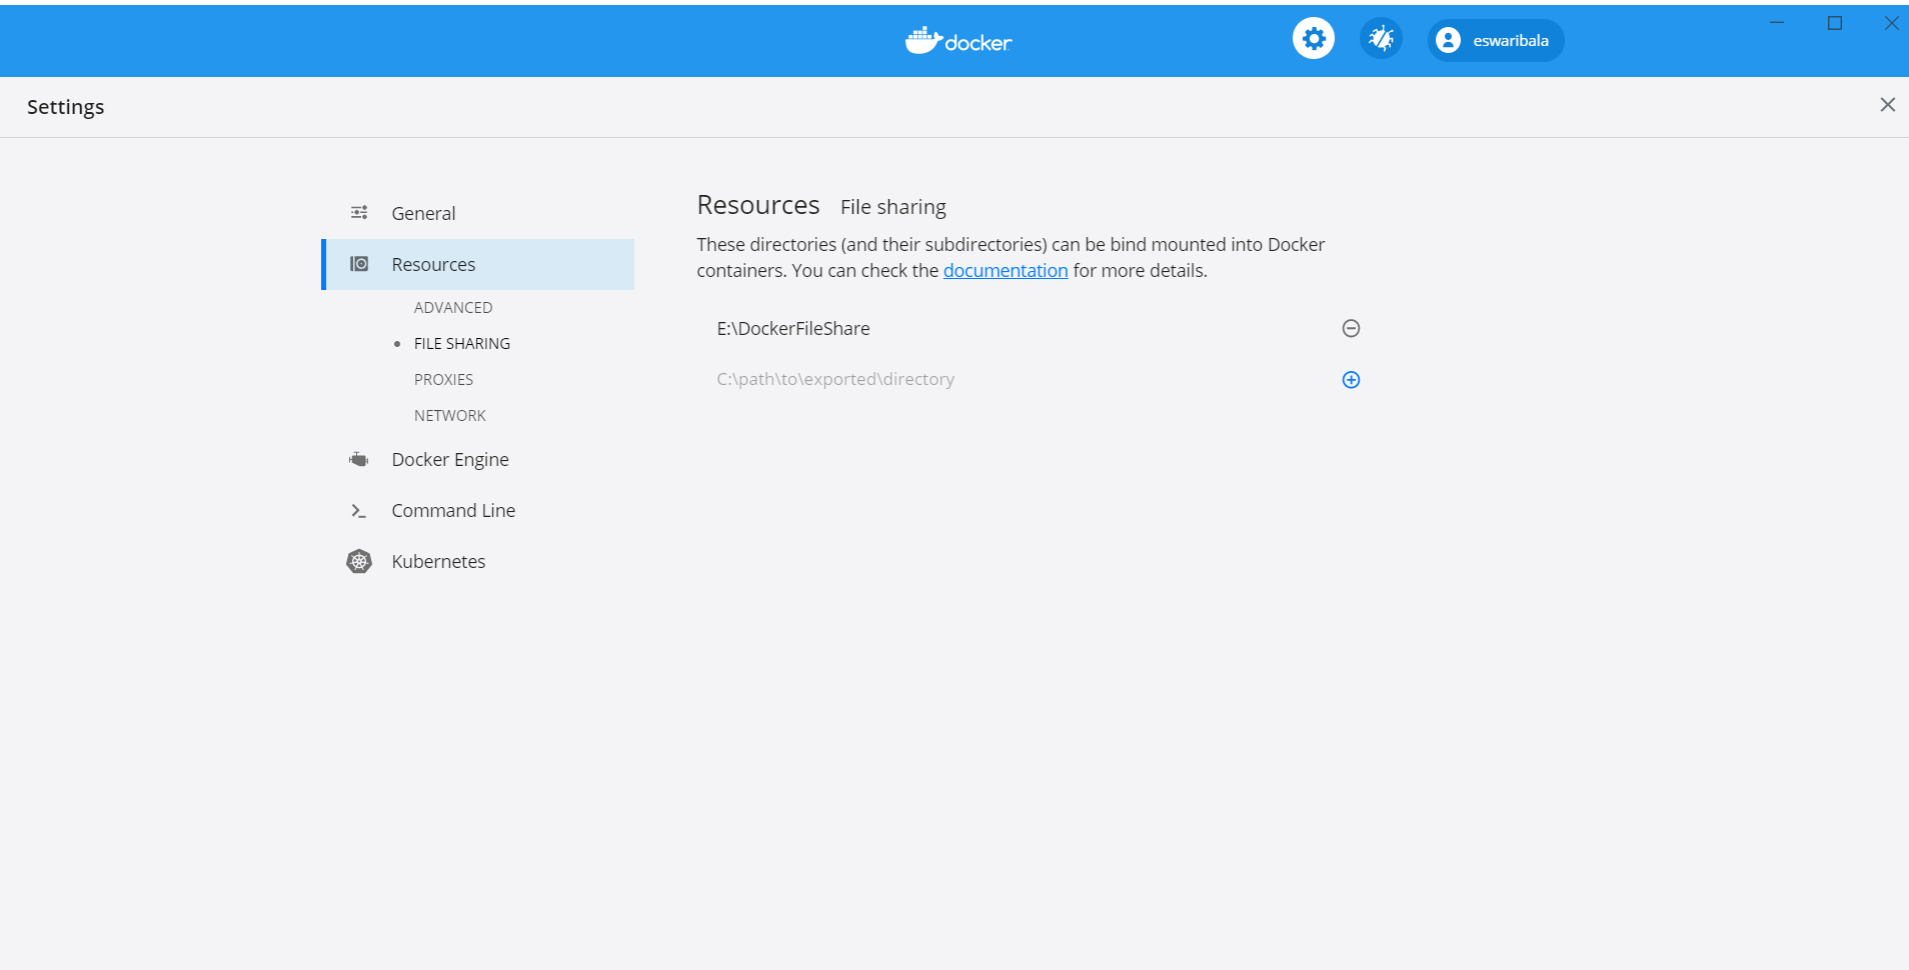 docker
eswaribala
Settings
General
Resources
ADVANCED
FILE SHARING
PROXIES
NETWORK
Docker Engine
Command Line
Kubernetes
Resources File sharing
These directories (and their subdirectories) can be bind mounted into Docker
containers. You can check the documentation for more details.
E:\DockerFileShare
C:\path\to\exported\directory